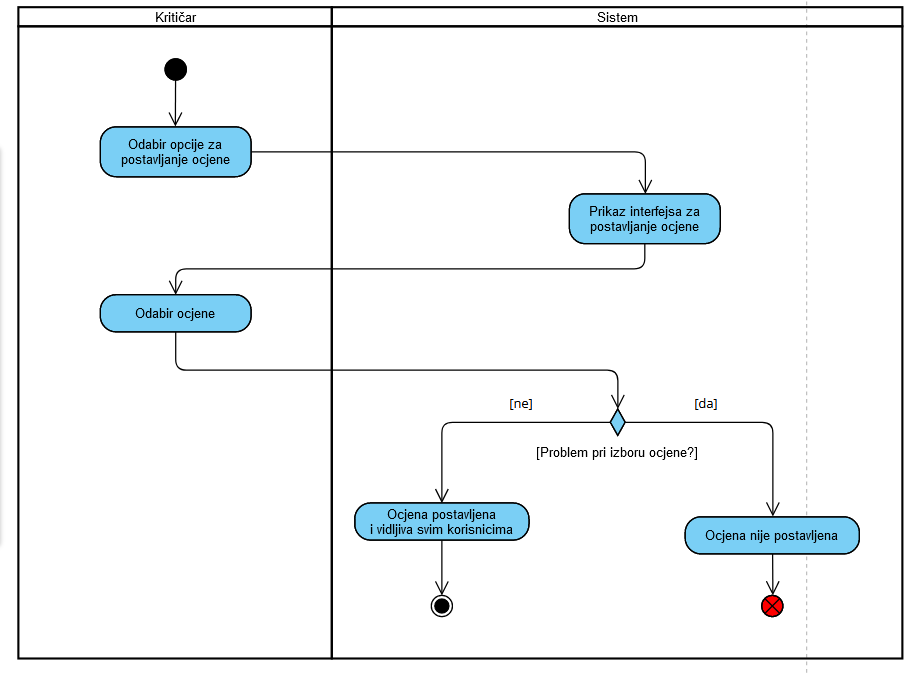 Kritičar
Sistem
Odabir opcije za
postavljanje ocjene
Prikaz interfejsa za
postavljanje ocjene
Odabir ocjene
[ne]
[da]
[Problem pri izboru ocjene?]
Ocjena postavljena
i vidljiva svim korisnicima
Ocjena nije postavljena